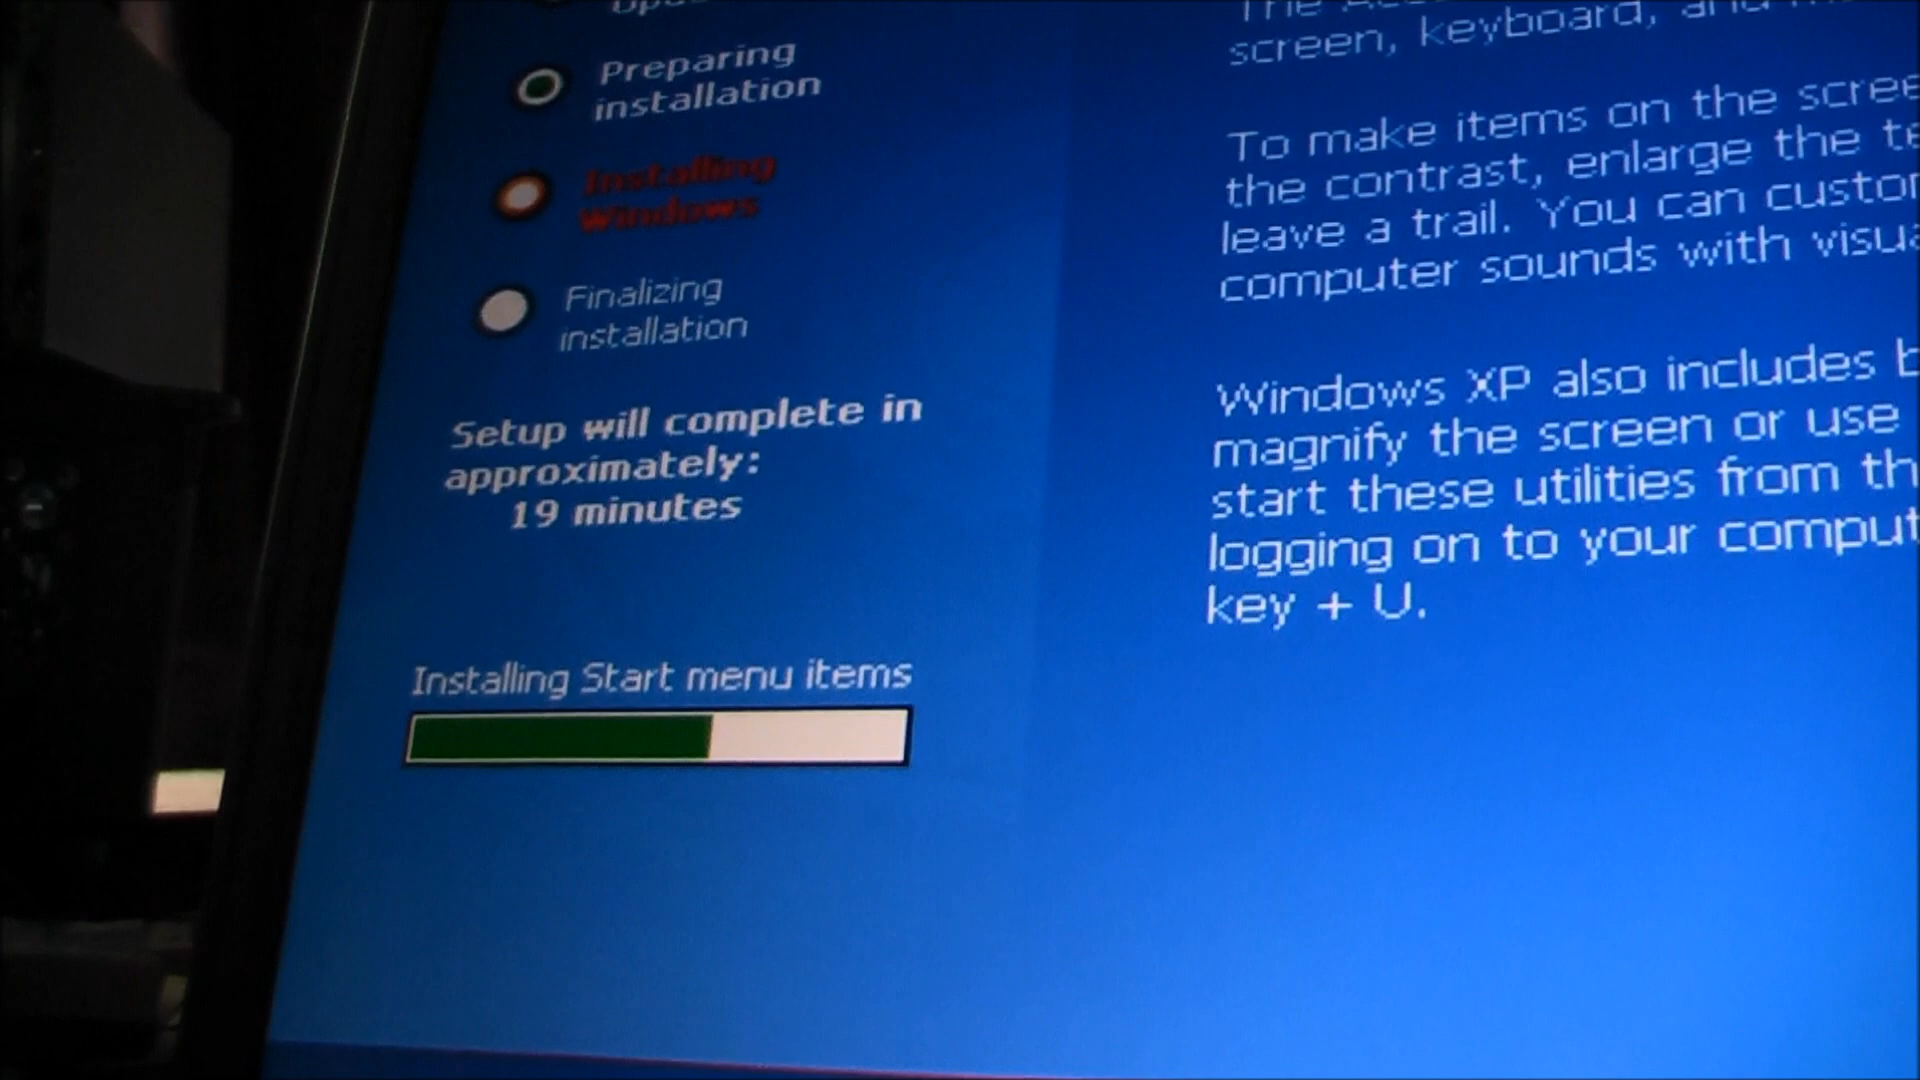 Preparing
installation
Installing
Windows
Finalizing
installation
Setup will complete in
approximately:
19 minutes
Installing Start menu items
The
screen, keyboard, and
To make items on the
the contrast, enlarge the
leave a trail. You can
computer sounds with
Windows XP also includes
magnify the screen or use
start these utilities from
logging on to your
key + U.